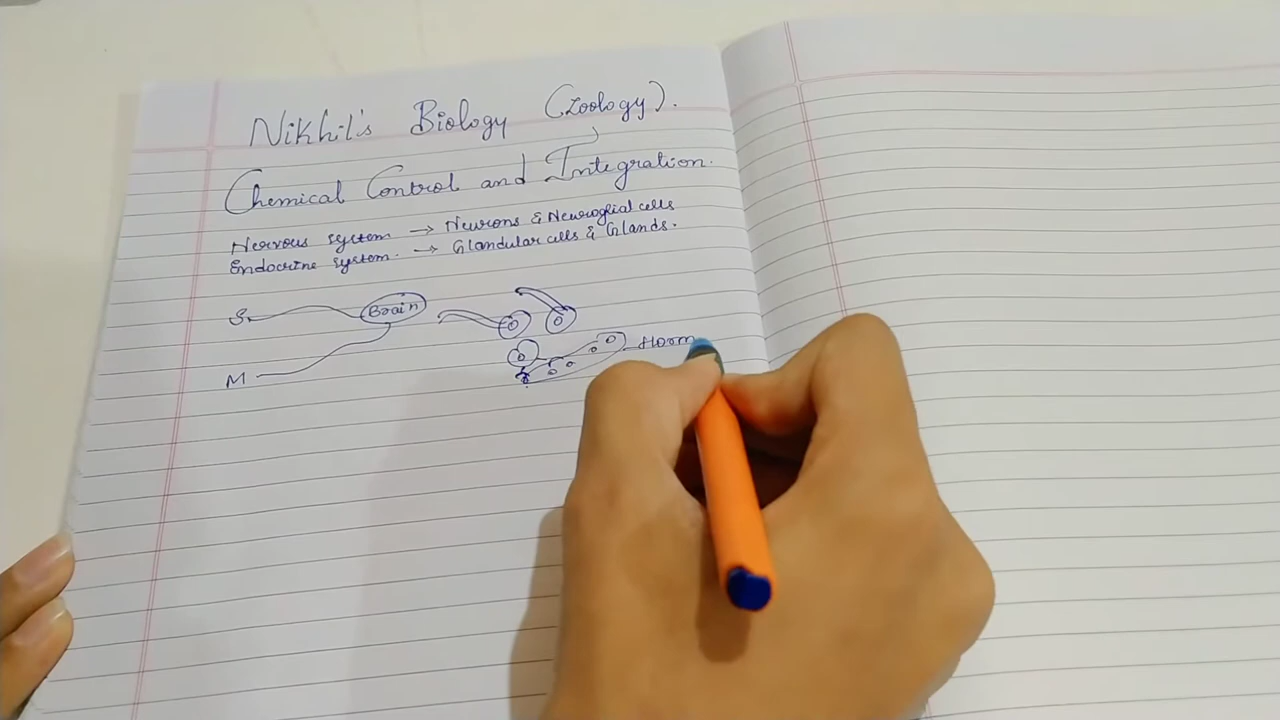 Nikhil's Biology (Zoology).
Chemical Control and Integration.
Nervous system → Neurons & Neuroglial cells
Endocrine system. → Glandular cells & Glands.
S Brain
Horm
M